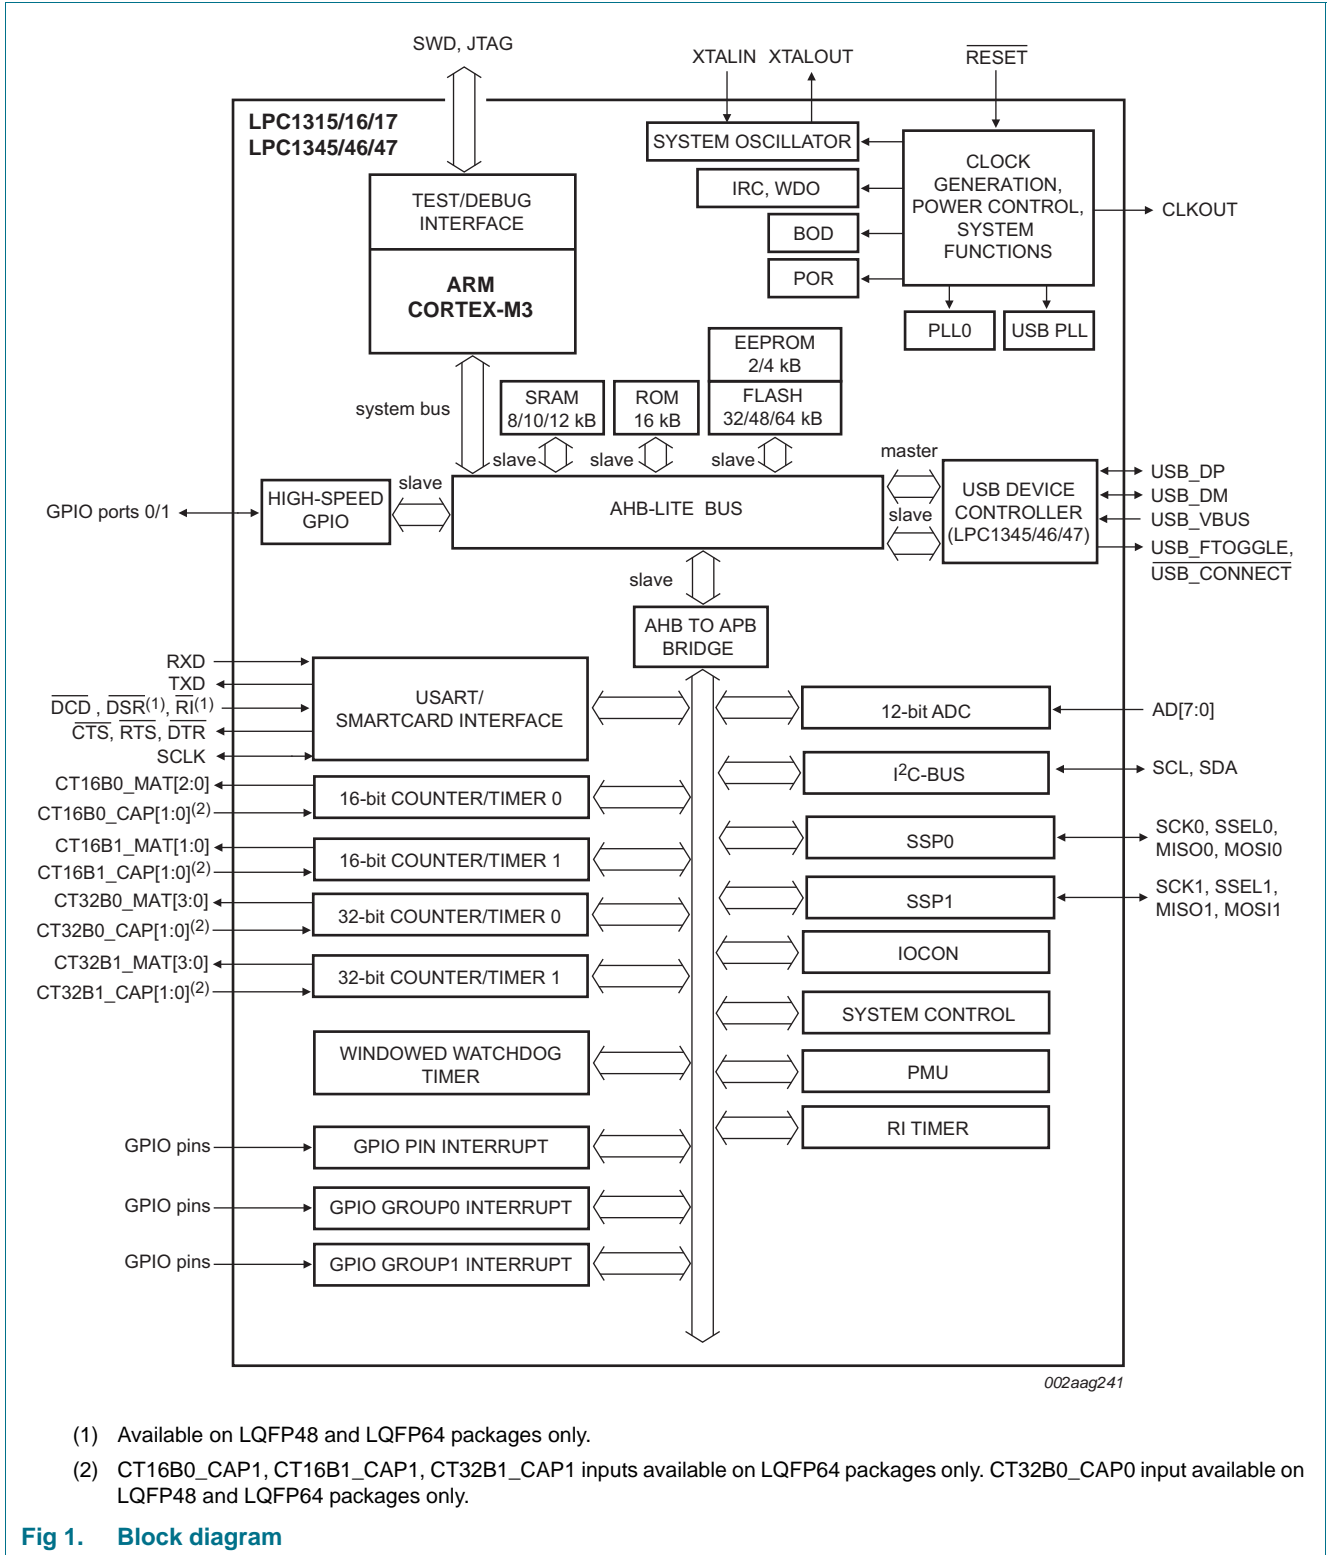 SWD, JTAG
XTALIN XTALOUT
RESET
LPC1315/16/17
LPC1345/46/47
TEST/DEBUG
INTERFACE
ARM
CORTEX-M3
SYSTEM OSCILLATOR
IRC, WDO
BOD
POR
CLOCK
GENERATION,
POWER CONTROL,
SYSTEM
FUNCTIONS
CLKOUT
PLL0
USB PLL
system bus
SRAM
8/10/12 kB
ROM
16 kB
EEPROM
2/4 kB
FLASH
32/48/64 kB
slave
slave
slave
master
slave
GPIO ports 0/1
HIGH-SPEED
GPIO
slave
AHB-LITE BUS
USB DEVICE
CONTROLLER
(LPC1345/46/47)
USB_DP
USB_DM
USB_VBUS
USB_FTOGGLE,
USB_CONNECT
slave
AHB TO APB
BRIDGE
RXD
TXD
DCD , DSR(1), RI(1)
CTS, RTS, DTR
SCLK
USART/
SMARTCARD INTERFACE
CT16B0_MAT[2:0]
CT16B0_CAP[1:0](2)
16-bit COUNTER/TIMER 0
CT16B1_MAT[1:0]
CT16B1_CAP[1:0](2)
16-bit COUNTER/TIMER 1
CT32B0_MAT[3:0]
CT32B0_CAP[1:0](2)
32-bit COUNTER/TIMER 0
CT32B1_MAT[3:0]
CT32B1_CAP[1:0](2)
32-bit COUNTER/TIMER 1
WINDOWED WATCHDOG
TIMER
GPIO pins
GPIO PIN INTERRUPT
GPIO pins
GPIO GROUP0 INTERRUPT
GPIO pins
GPIO GROUP1 INTERRUPT
12-bit ADC
AD[7:0]
I2C-BUS
SCL, SDA
SSP0
SCK0, SSEL0,
MISO0, MOSI0
SSP1
SCK1, SSEL1,
MISO1, MOSI1
IOCON
SYSTEM CONTROL
PMU
RI TIMER
002aag241
(1) Available on LQFP48 and LQFP64 packages only.
(2) CT16B0_CAP1, CT16B1_CAP1, CT32B1_CAP1 inputs available on LQFP64 packages only. CT32B0_CAP0 input available on
LQFP48 and LQFP64 packages only.
Fig 1. Block diagram